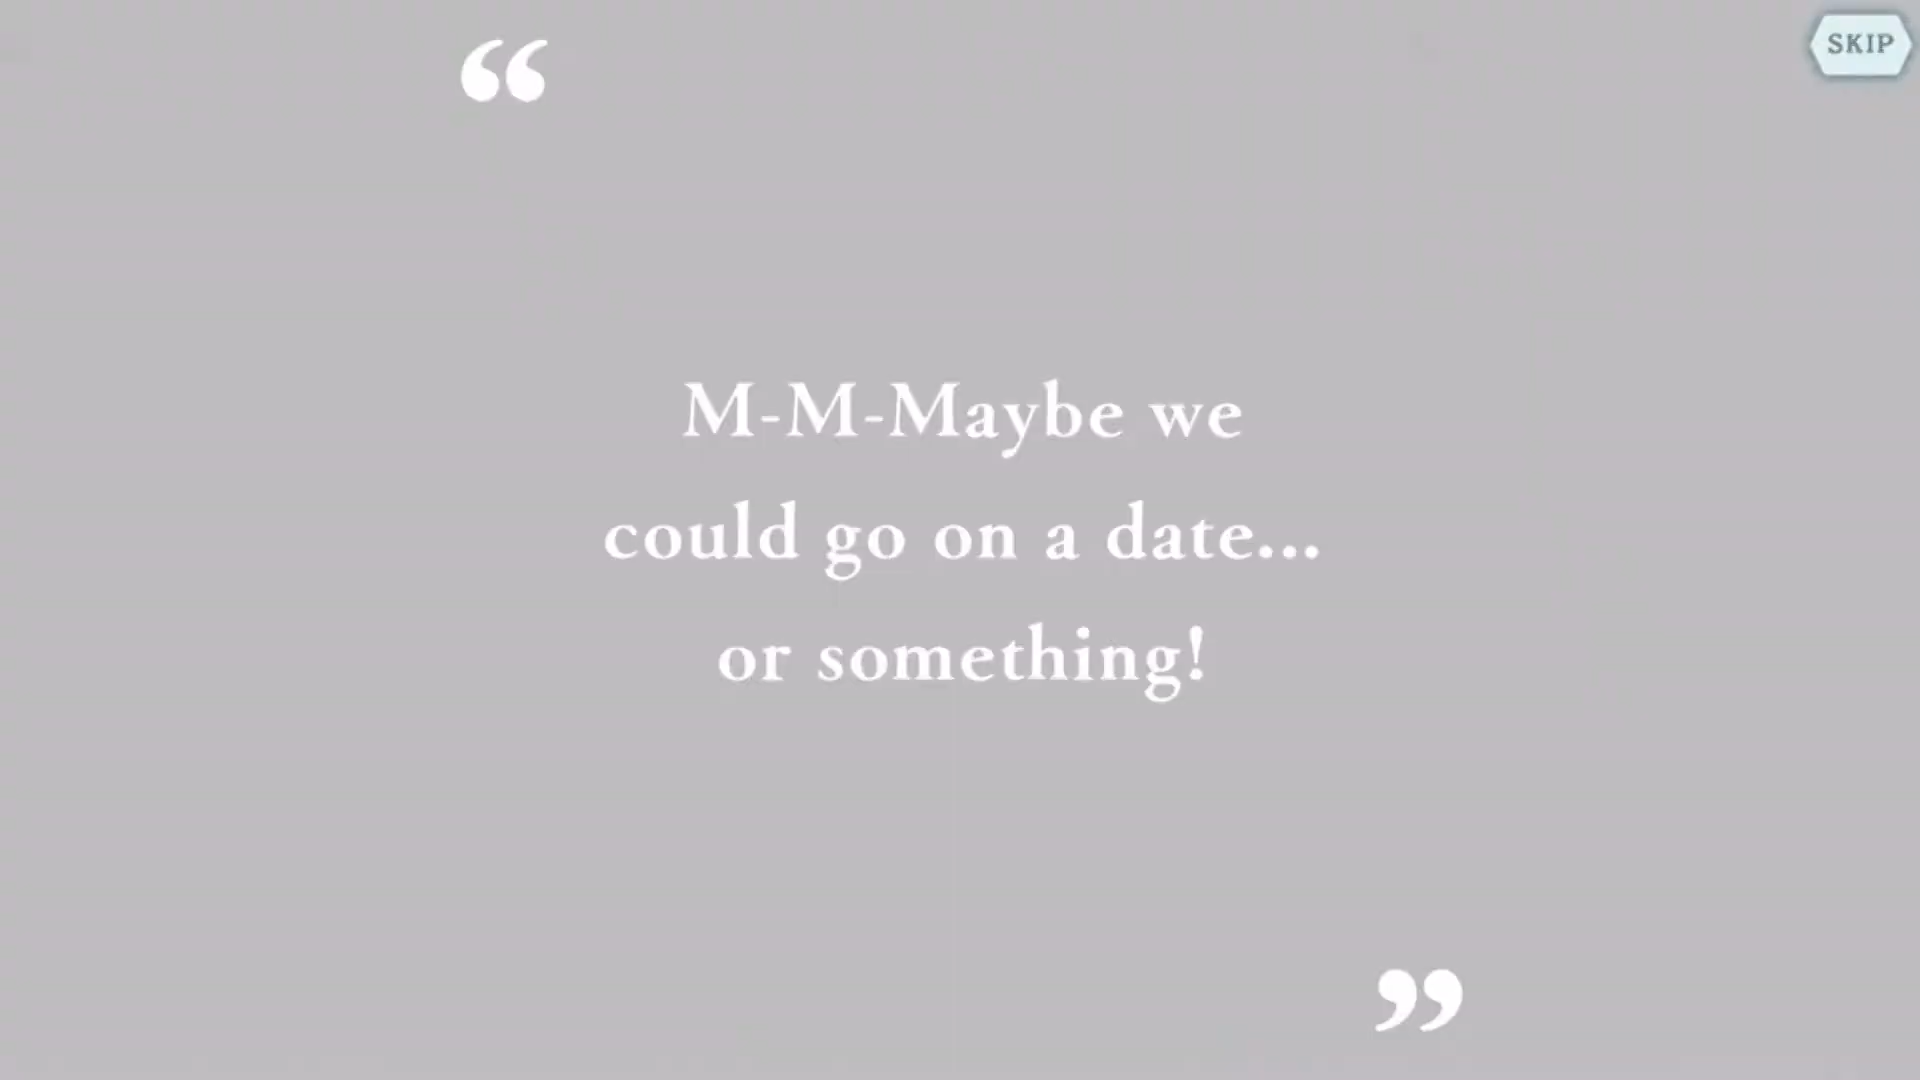 “
SKIP
M-M-Maybe we
could go on a date...
or something!
”